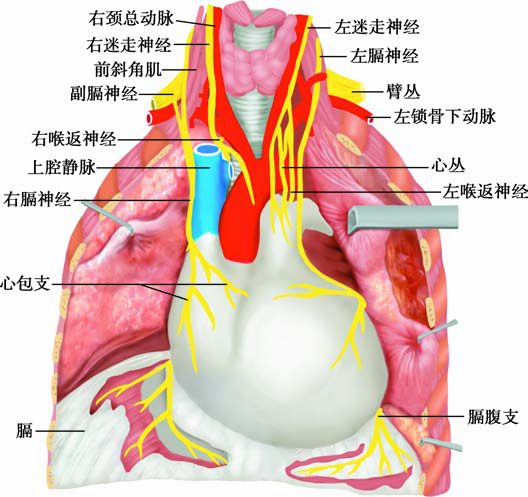 右颈总动脉
右迷走神经
前斜角肌
副膈神经
右喉返神经
上腔静脉
右膈神经
心包支
膈
左迷走神经
左膈神经
臂丛
左锁骨下动脉
心丛
左喉返神经
膈腹支